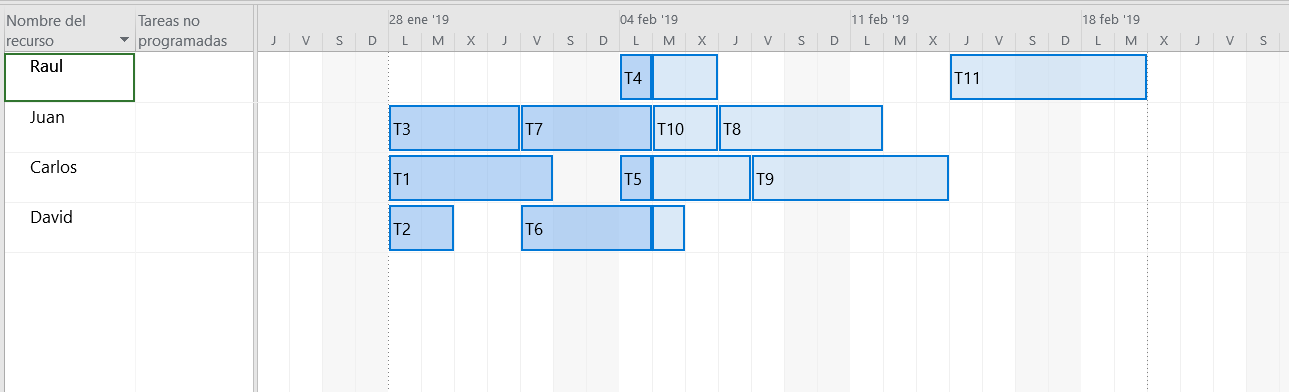 Nombre del recurso
Tareas no programadas
28 ene '19
04 feb '19
11 feb '19
18 feb '19
J V S D L M X J V S D L M X J V S D L M X J V S D L M X J V S
Raul
T4
T11
Juan
T3
T7
T10
T8
Carlos
T1
T5
T9
David
T2
T6